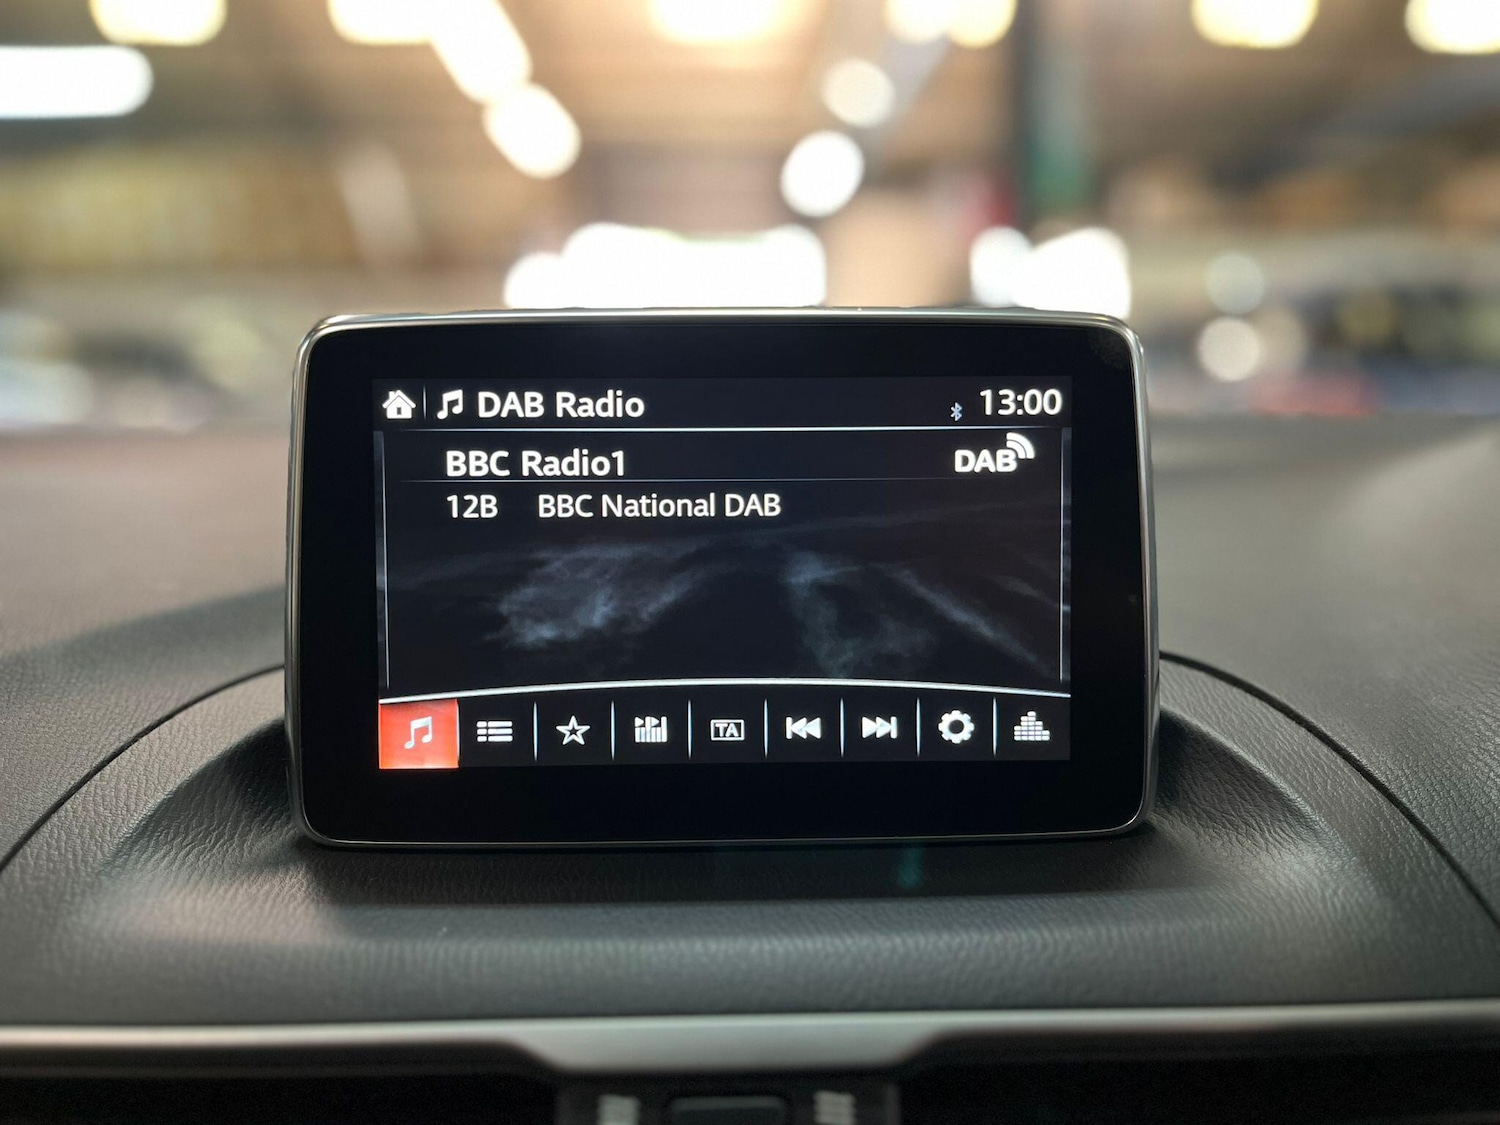 DAB Radio 13:00
BBC Radio1 DAB
12B BBC National DAB
TA